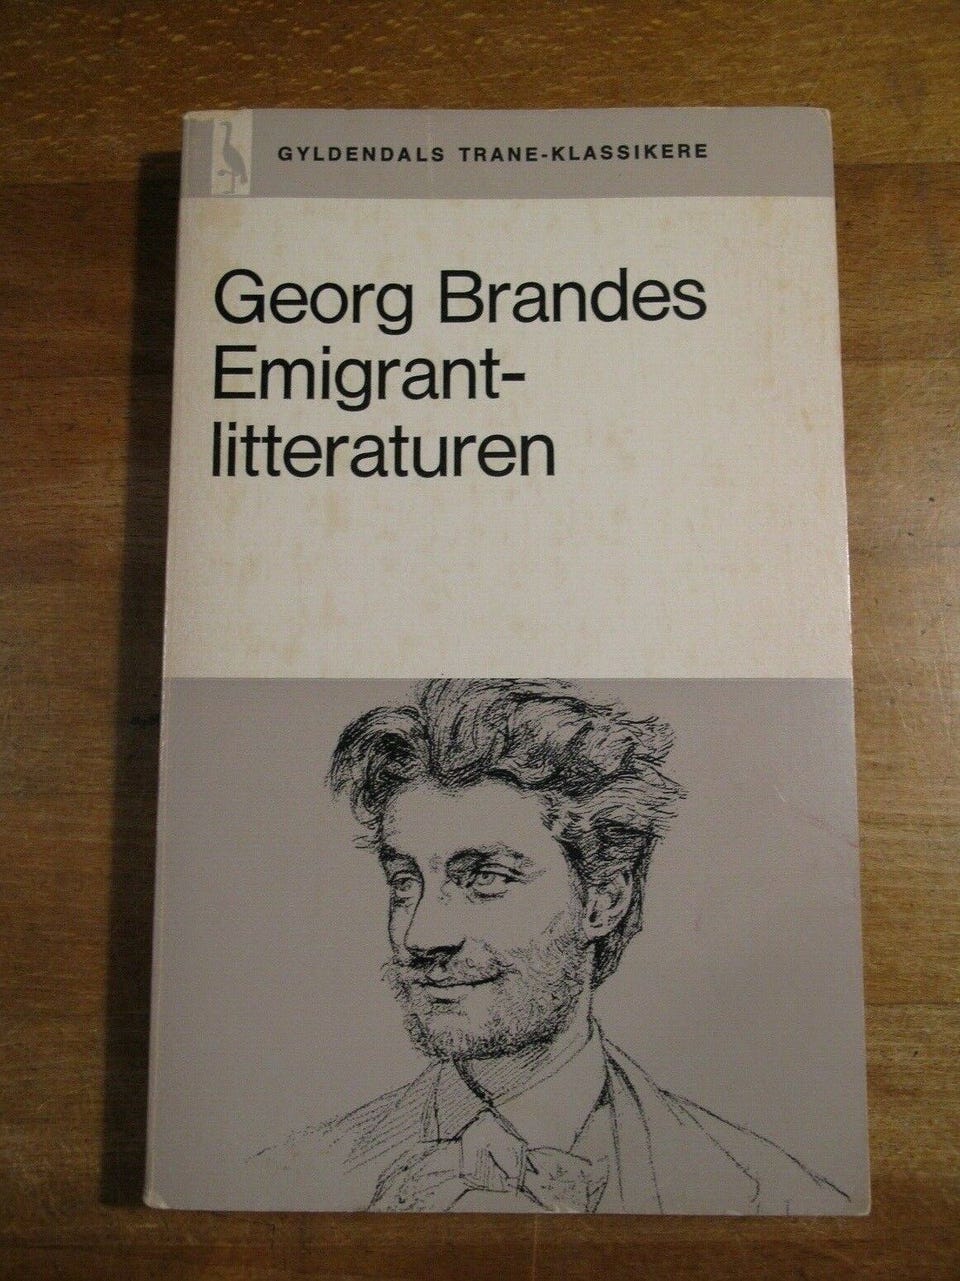 GYLDENDALS TRANE-KLASSIKERE
Georg Brandes
Emigrant-
litteraturen